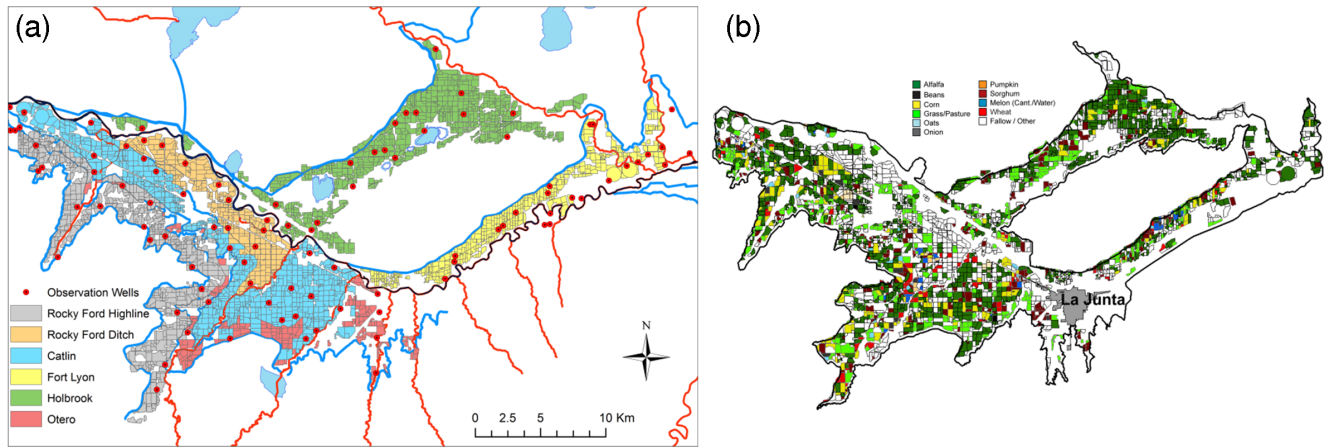 (a)
Observation Wells
Rocky Ford Highline
Rocky Ford Ditch
Catlin
Fort Lyon
Holbrook
Otero
N
0 2.5 5 10 Km
(b)
Alfalfa
Beans
Corn
Grass/Pasture
Oats
Onion
Pumpkin
Sorghum
Melon (Cant./Water)
Wheat
Fallow / Other
La Junta